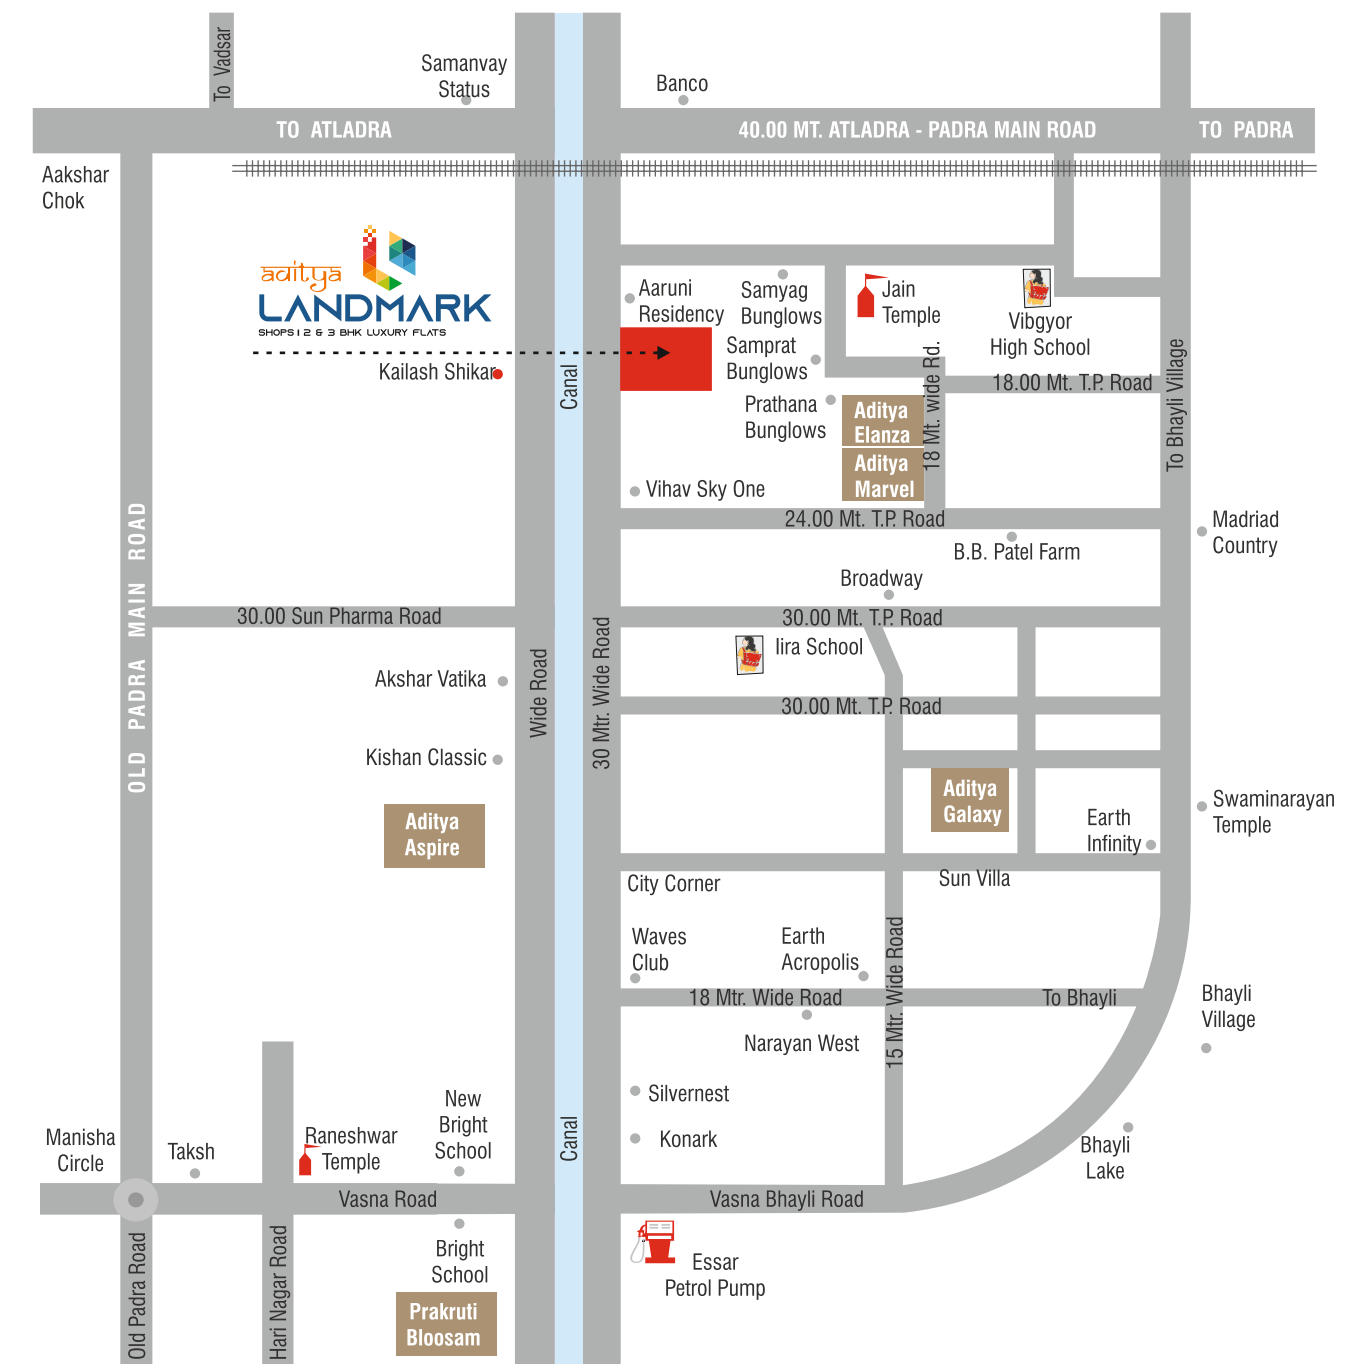 To Vadsar
Samanvay
Status
Banco
TO ATLADRA
40.00 MT. ATLADRA - PADRA MAIN ROAD
TO PADRA
Aakshar
Chok
aditya
LANDMARK
SHOPS I 2 & 3 BHK LUXURY FLATS
Kailash Shikar
Canal
Aaruni
Residency
Samyag
Bunglows
Jain
Temple
Vibgyor
High School
Samprat
Bunglows
18 Mt. wide Rd.
18.00 Mt. T.P. Road
To Bhayli Village
Prathana
Bunglows
Aditya
Elanza
Aditya
Marvel
Vihav Sky One
24.00 Mt. T.P. Road
B.B. Patel Farm
Madriad
Country
OLD PADRA MAIN ROAD
Broadway
30.00 Sun Pharma Road
30.00 Mt. T.P. Road
Iira School
Akshar Vatika
Wide Road
30 Mtr. Wide Road
30.00 Mt. T.P. Road
Kishan Classic
Aditya
Aspire
Aditya
Galaxy
Earth
Infinity
Swaminarayan
Temple
City Corner
Sun Villa
Waves
Club
Earth
Acropolis
15 Mtr. Wide Road
18 Mtr. Wide Road
To Bhayli
Bhayli
Village
Narayan West
Silvernest
Konark
Canal
New
Bright
School
Manisha
Circle
Taksh
Raneshwar
Temple
Bhayli
Lake
Vasna Road
Vasna Bhayli Road
Old Padra Road
Hari Nagar Road
Bright
School
Essar
Petrol Pump
Prakruti
Bloosam